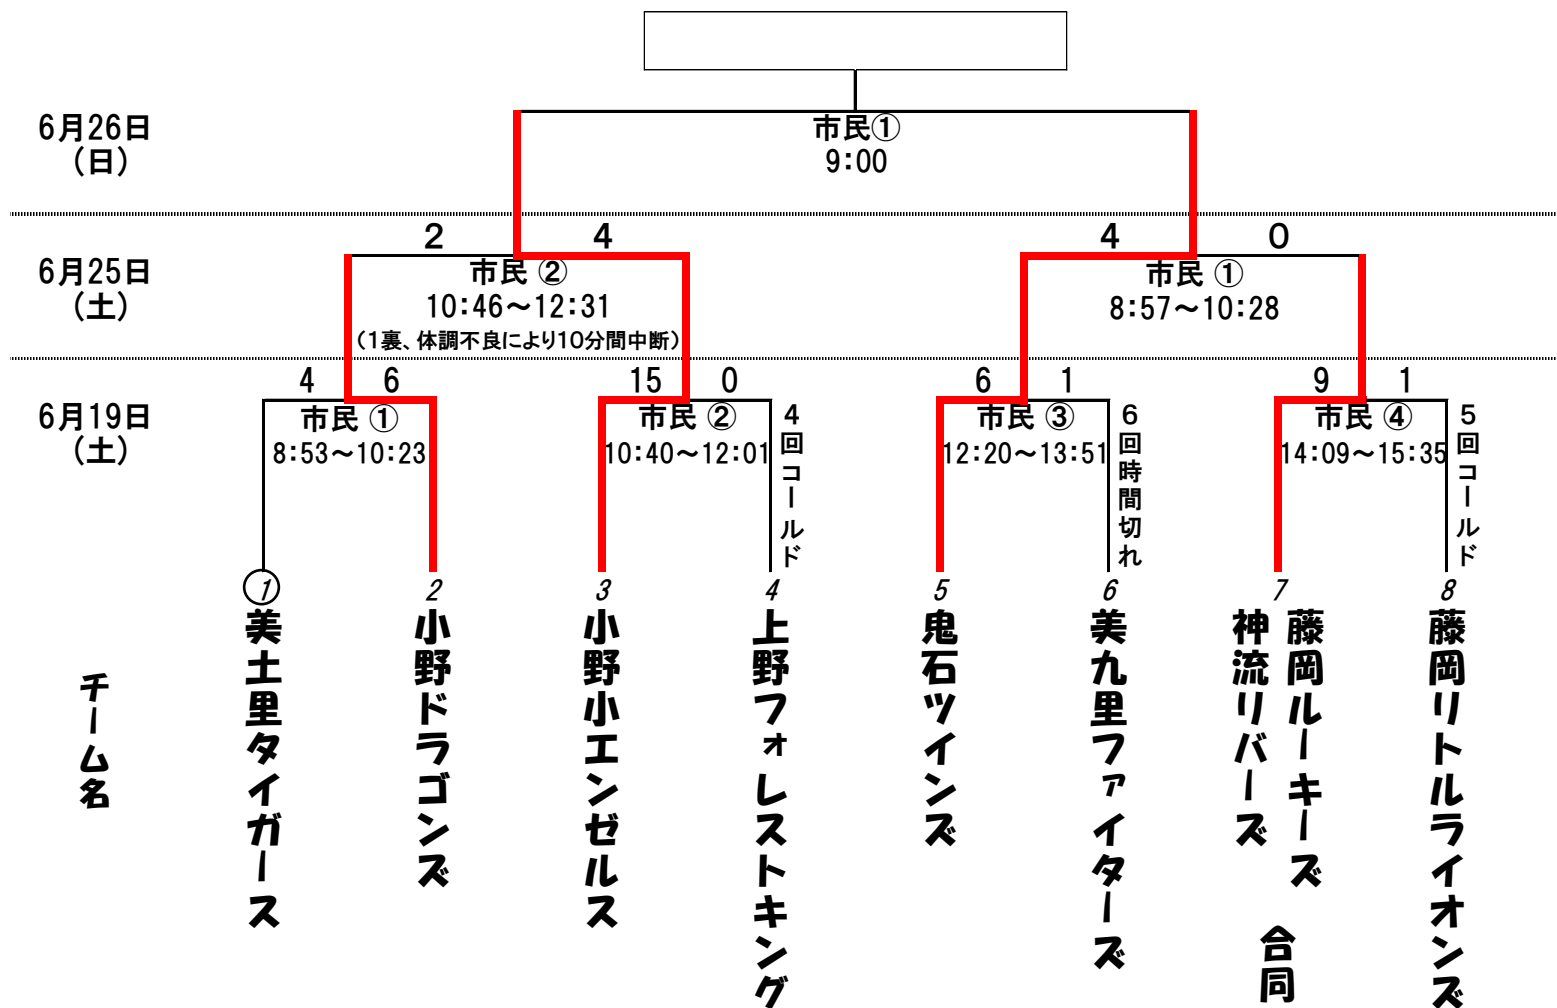 6月26日
(日)
市民①
9:00
2 4
4 0
6月25日
(土)
市民 ②
10:46～12:31
(1裏、体調不良により10分間中断)
市民 ①
8:57～10:28
4 6
15 0
6 1
9 1
6月19日
(土)
市民 ①
8:53～10:23
市民 ②
10:40～12:01
4回コールド
市民 ③
12:20～13:51
6回時間切れ
市民 ④
14:09～15:35
5回コールド
1 2 3 4 5 6 7 8
チーム名
美土里タイガース
小野ドラゴンズ
小野小エンゼルス
上野フォレストキング
鬼石ツインズ
美九里ファイターズ
藤岡ルーキーズ
神流リバーズ
合同
藤岡リトルライオンズ